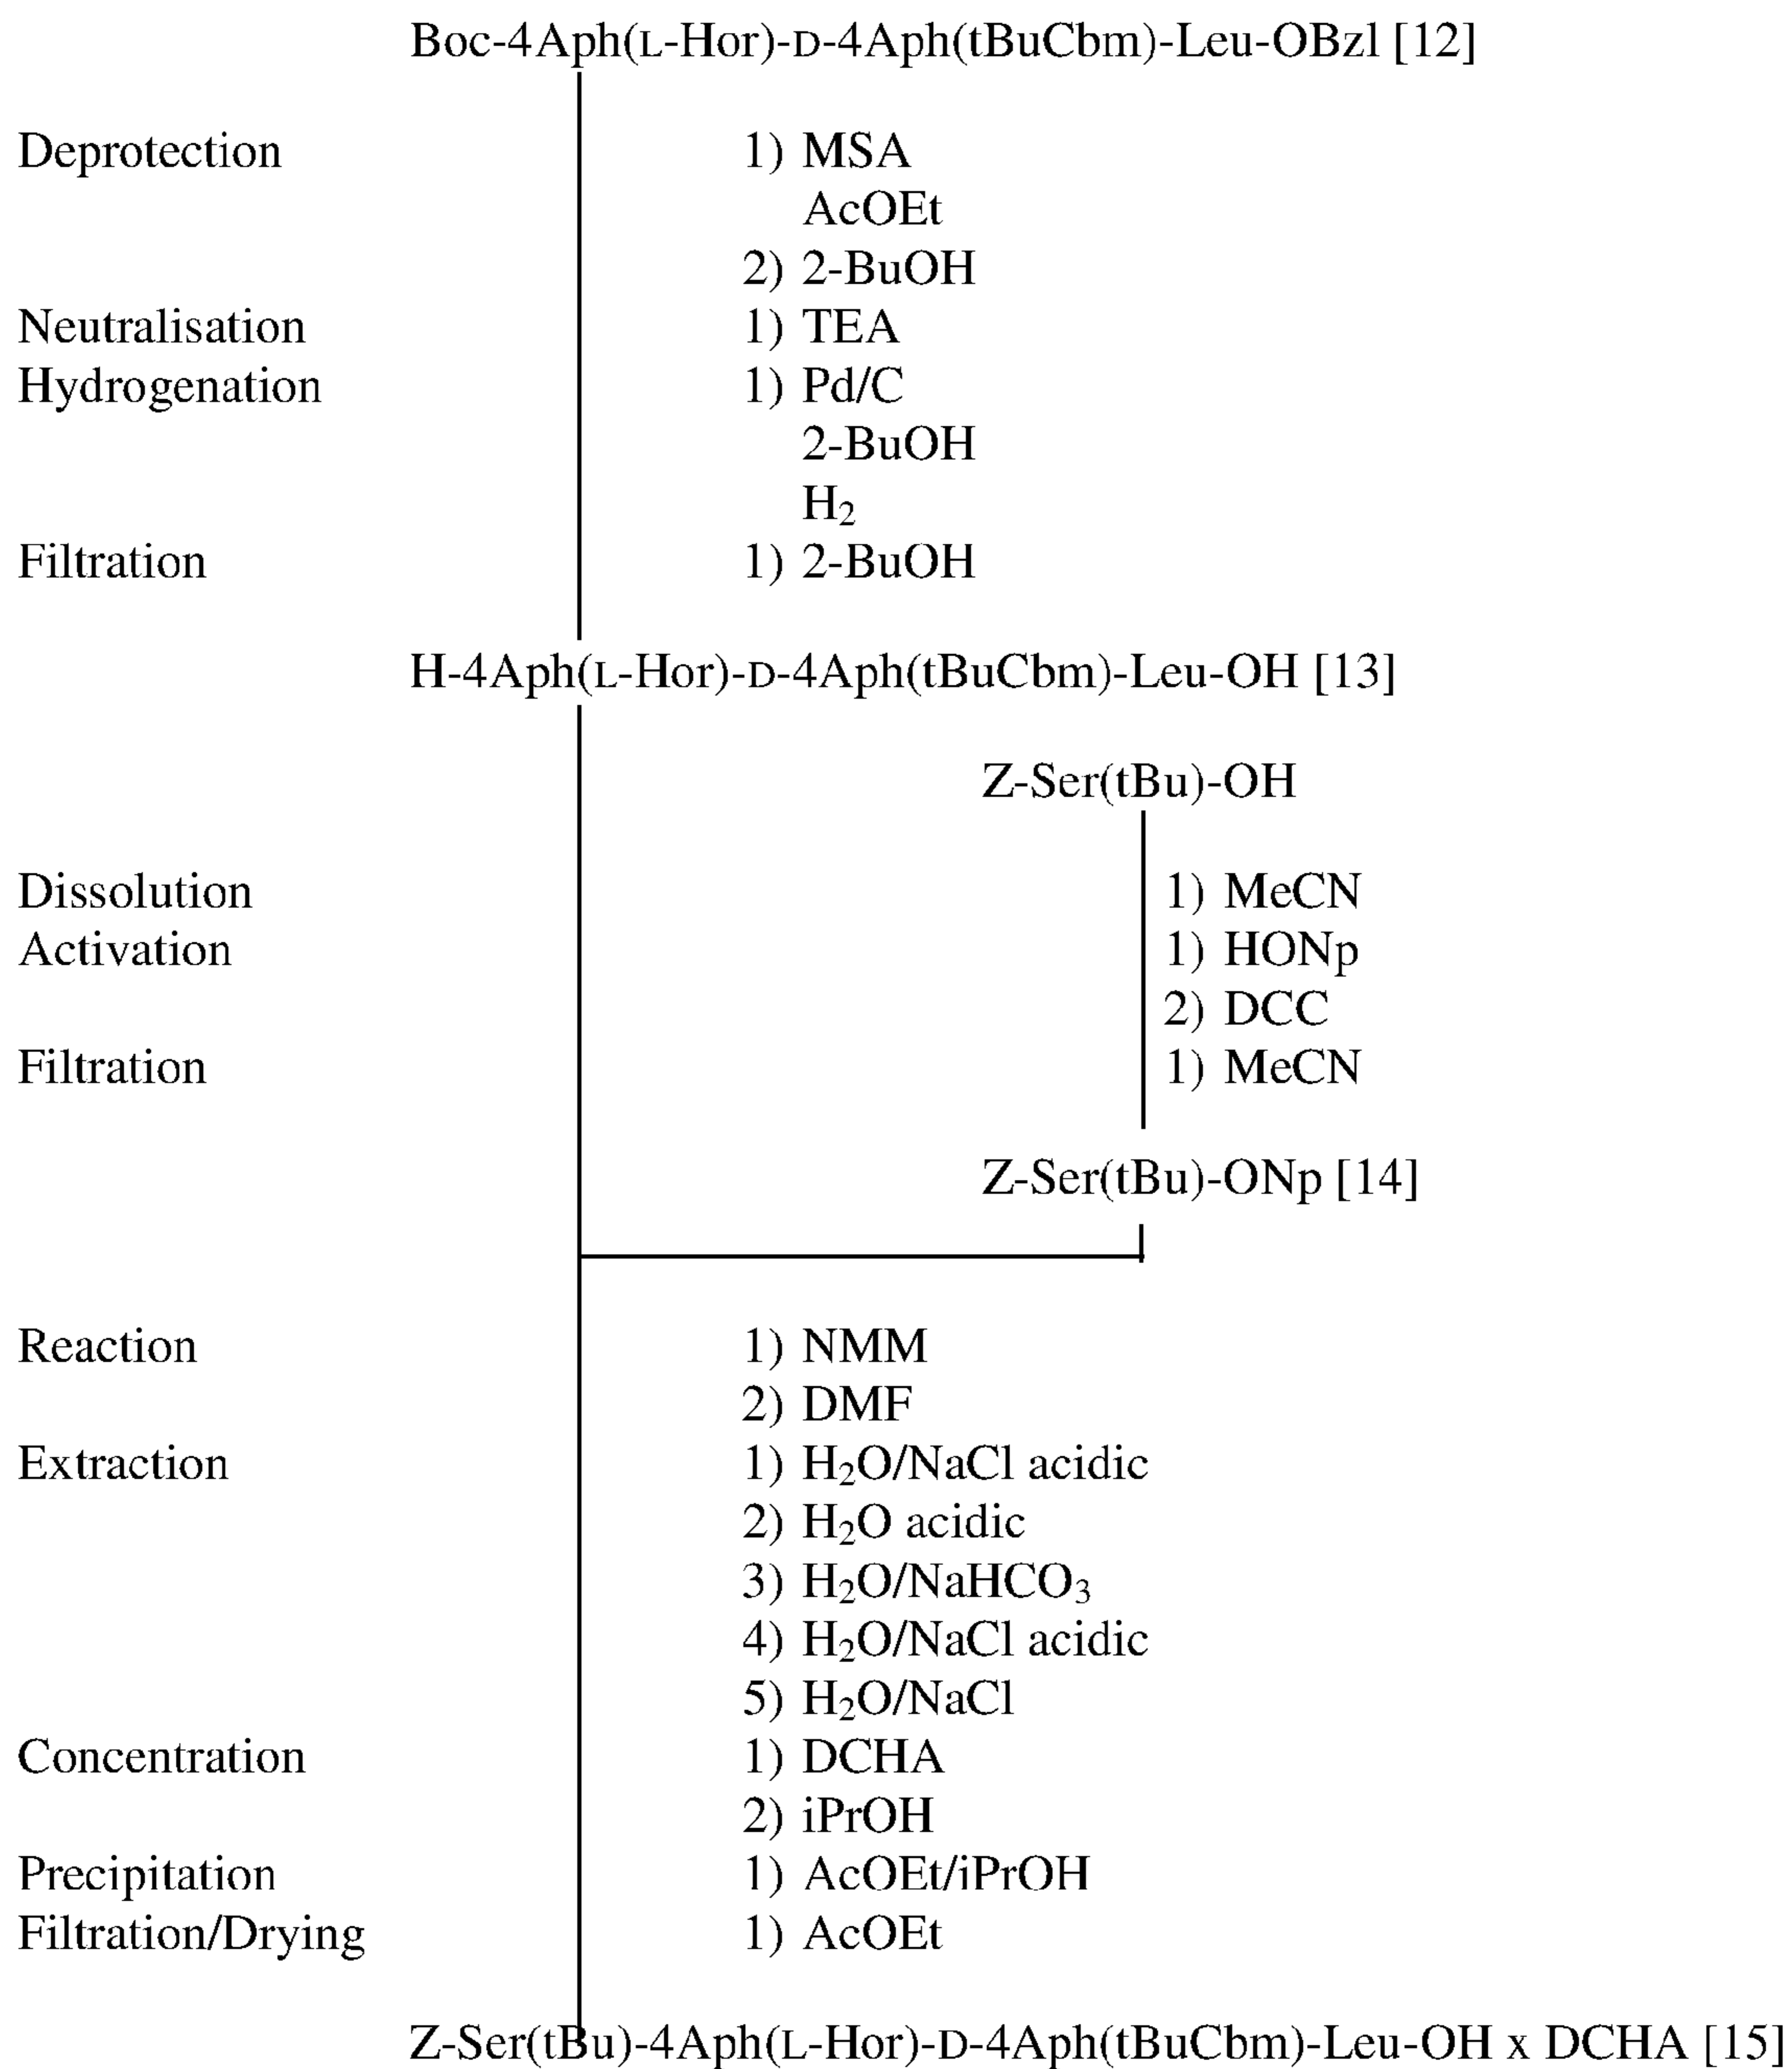 Boc-4Aph(L-Hor)-D-4Aph(tBuCbm)-Leu-OBzl [12]
Deprotection 1) MSA
AcOEt
2) 2-BuOH
Neutralisation 1) TEA
Hydrogenation 1) Pd/C
2-BuOH
H₂
Filtration 1) 2-BuOH
H-4Aph(L-Hor)-D-4Aph(tBuCbm)-Leu-OH [13]
Z-Ser(tBu)-OH
Dissolution 1) MeCN
Activation 1) HONp
2) DCC
Filtration 1) MeCN
Z-Ser(tBu)-ONp [14]
Reaction 1) NMM
2) DMF
Extraction 1) H₂O/NaCl acidic
2) H₂O acidic
3) H₂O/NaHCO₃
4) H₂O/NaCl acidic
5) H₂O/NaCl
Concentration 1) DCHA
2) iPrOH
Precipitation 1) AcOEt/iPrOH
Filtration/Drying 1) AcOEt
Z-Ser(tBu)-4Aph(L-Hor)-D-4Aph(tBuCbm)-Leu-OH x DCHA [15]